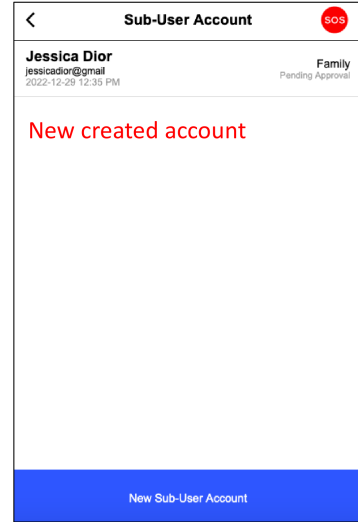 Sub-User Account
SOS
Jessica Dior
jessicadior@gmail
2022-12-29 12:35 PM
Family
Pending Approval
New created account
New Sub-User Account